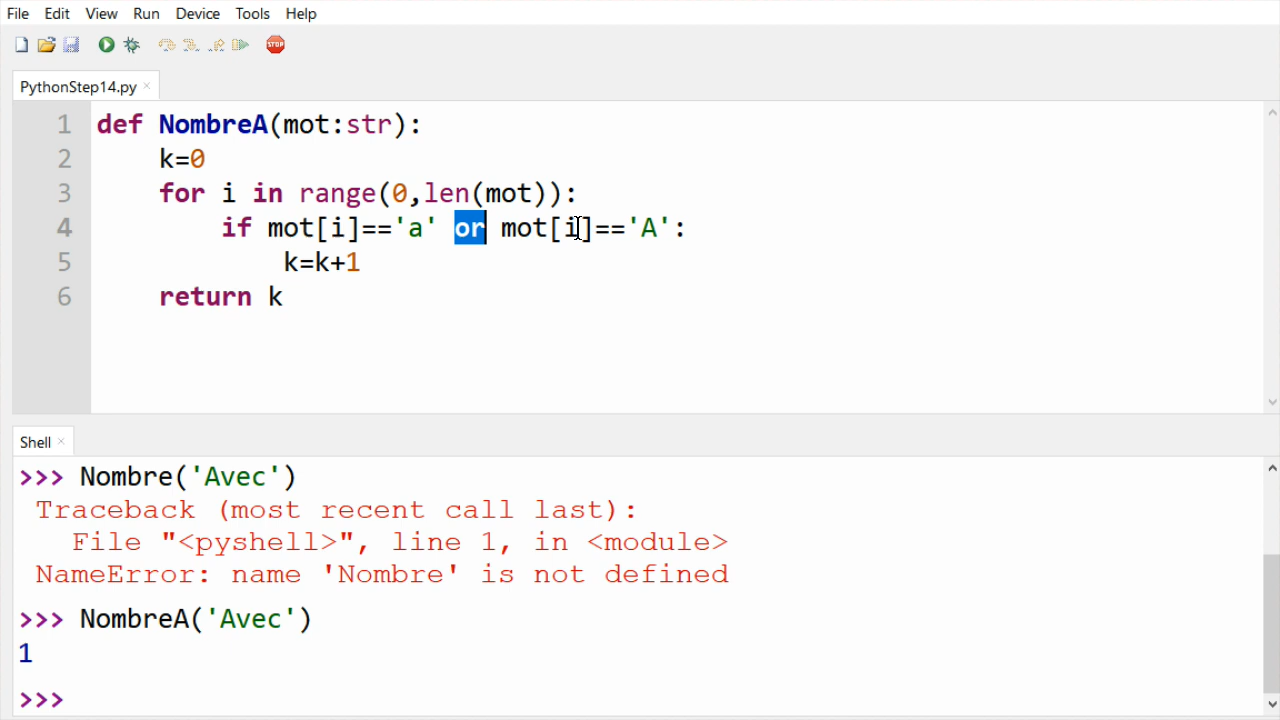 File Edit View Run Device Tools Help
STOP
PythonStep14.py ×
1 def NombreA(mot:str):
2     k=0
3     for i in range(0,len(mot)):
4         if mot[i]=='a' or mot[i]=='A':
5             k=k+1
6     return k
Shell ×
>>> Nombre('Avec')
Traceback (most recent call last):
  File "<pyshell>", line 1, in <module>
NameError: name 'Nombre' is not defined
>>> NombreA('Avec')
1
>>>